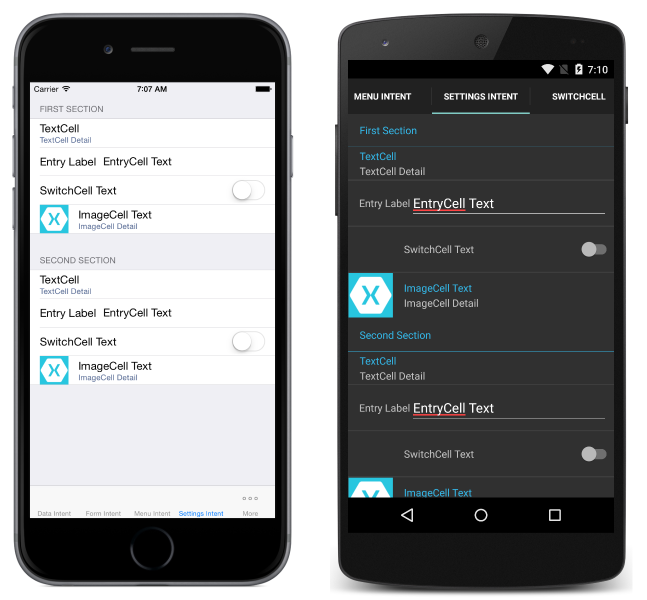 Carrier 7:07 AM
FIRST SECTION
TextCell
TextCell Detail
Entry Label EntryCell Text
SwitchCell Text
ImageCell Text
ImageCell Detail
SECOND SECTION
TextCell
TextCell Detail
Entry Label EntryCell Text
SwitchCell Text
ImageCell Text
ImageCell Detail
Data Intent Form Intent Menu Intent Settings Intent More
7:10
MENU INTENT SETTINGS INTENT SWITCHCELL
First Section
TextCell
TextCell Detail
Entry Label EntryCell Text
SwitchCell Text
ImageCell Text
ImageCell Detail
Second Section
TextCell
TextCell Detail
Entry Label EntryCell Text
SwitchCell Text
ImageCell Text